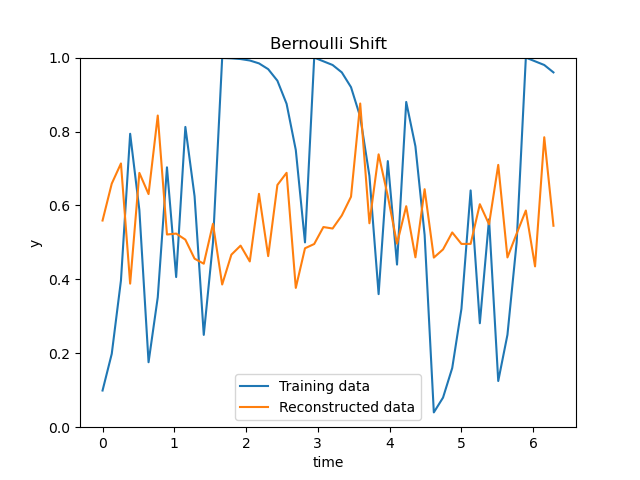 Bernoulli Shift
1.0
0.8
0.6
0.4
0.2
0.0
y
Training data
Reconstructed data
0 1 2 3 4 5 6
time